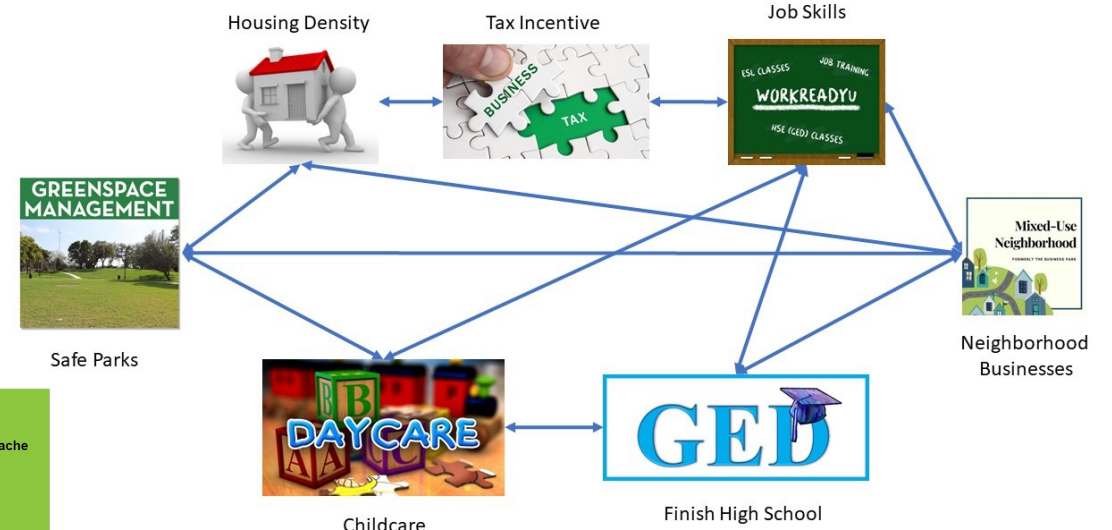 Housing Density
Tax Incentive
Job Skills
BUSINESS
TAX
ESL CLASSES
JOB TRAINING
WORKREADYU
HSE (GED) CLASSES
GREENSPACE
MANAGEMENT
Safe Parks
Mixed-Use
Neighborhood
FORMERLY THE BUSINESS PARK
Neighborhood
Businesses
B
B
DAYCARE
A
A
C
GED
Childcare
Finish High School
ache